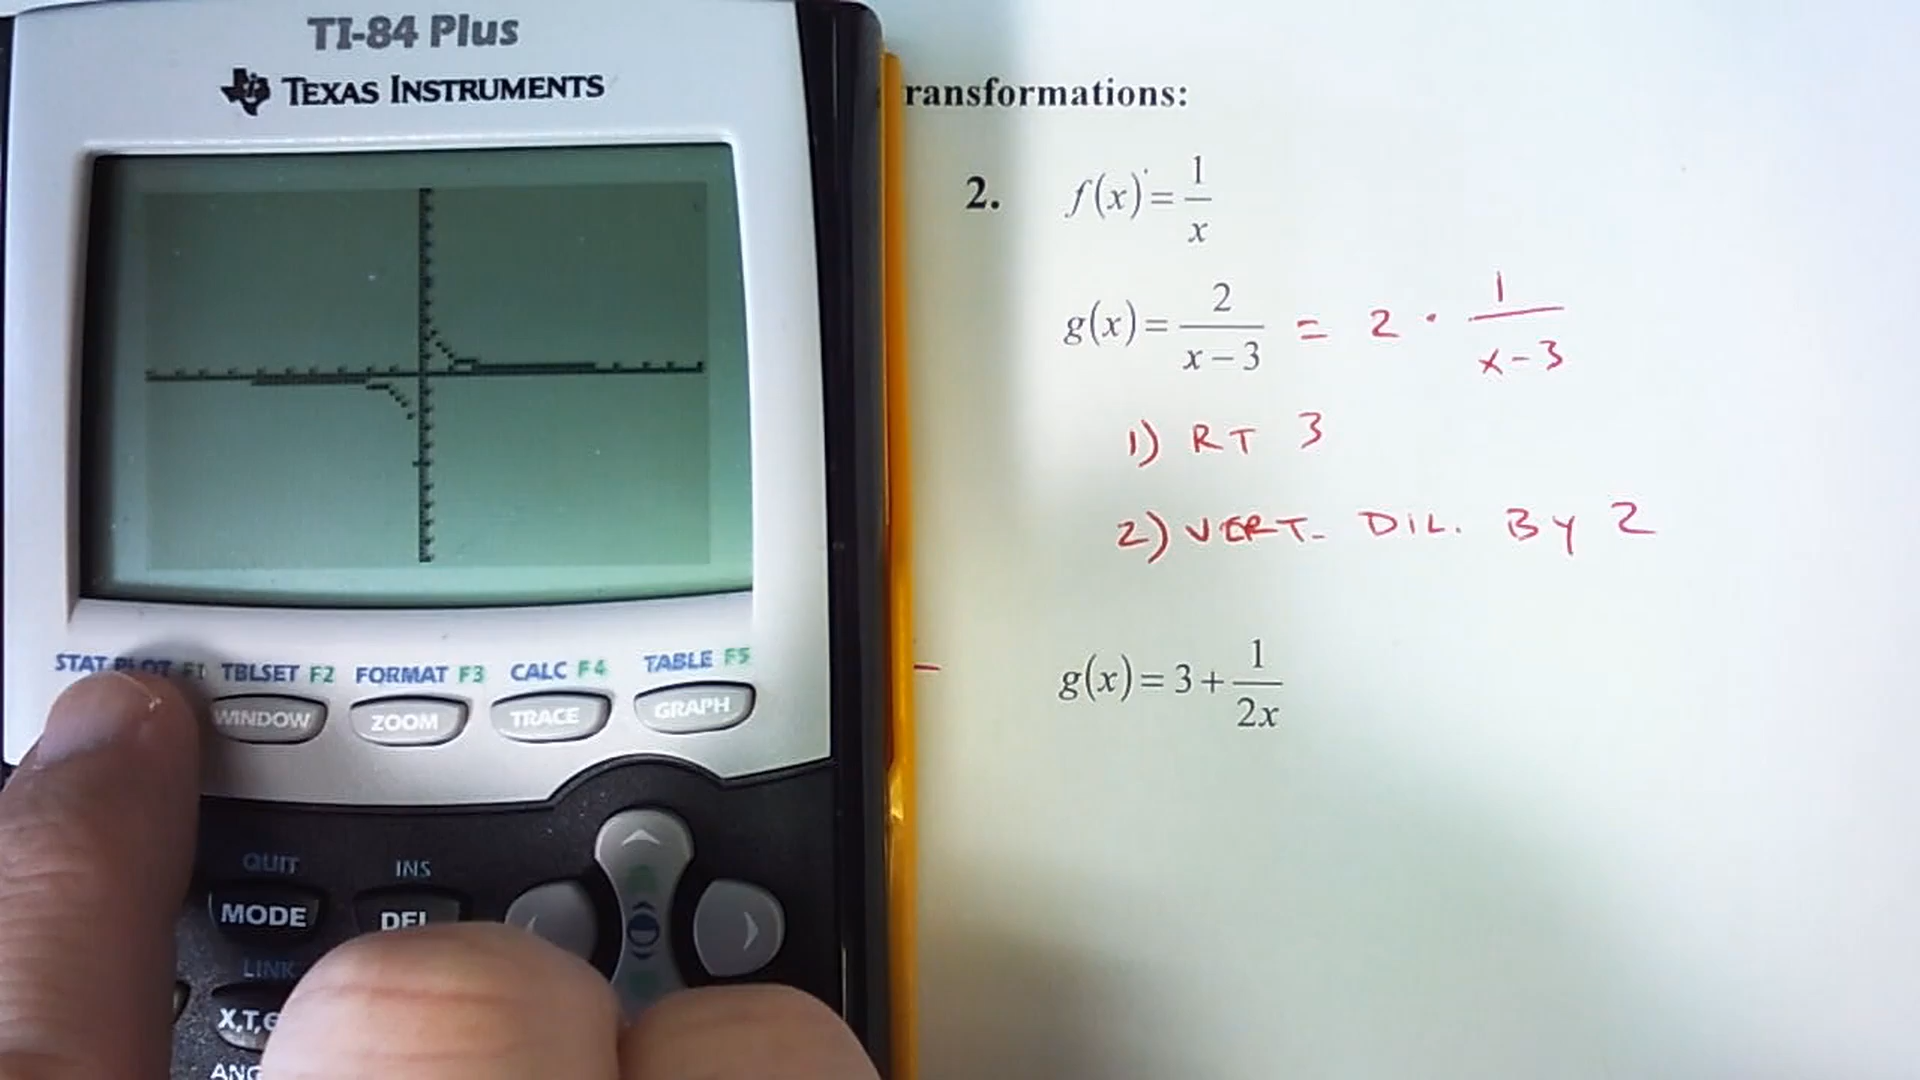 TI-84 Plus
TEXAS INSTRUMENTS
STAT PLOT F1 TBLSET F2 FORMAT F3 CALC F4 TABLE F5
WINDOW ZOOM TRACE GRAPH
QUIT INS
MODE DEL
LINK
X,T,Θ
ANG
ransformations:
2. f(x) = 1/x
g(x) = 2/(x − 3) = 2 · 1/(x-3)
1) RT 3
2) VERT. DIL. BY 2
g(x) = 3 + 1/(2x)